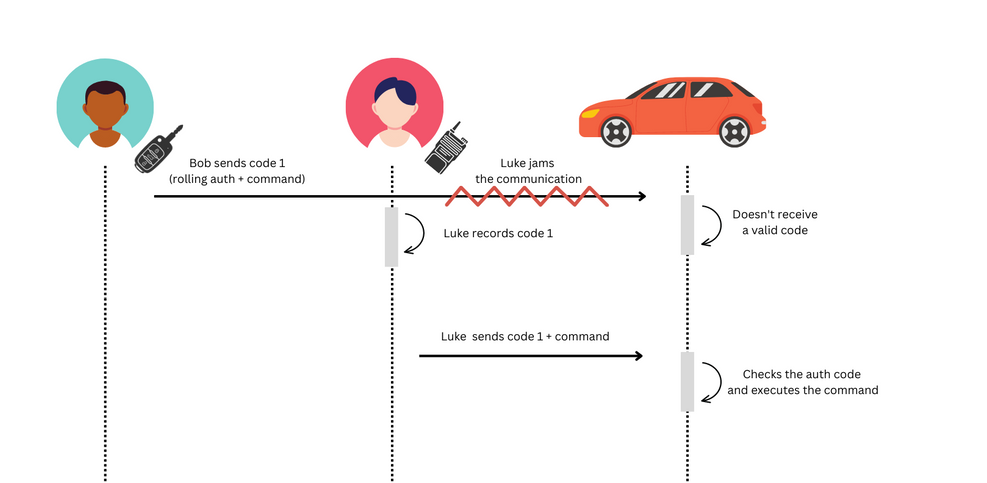 Bob sends code 1
(rolling auth + command)
Luke jams
the communication
Luke records code 1
Doesn't receive
a valid code
Luke  sends code 1 + command
Checks the auth code
and executes the command